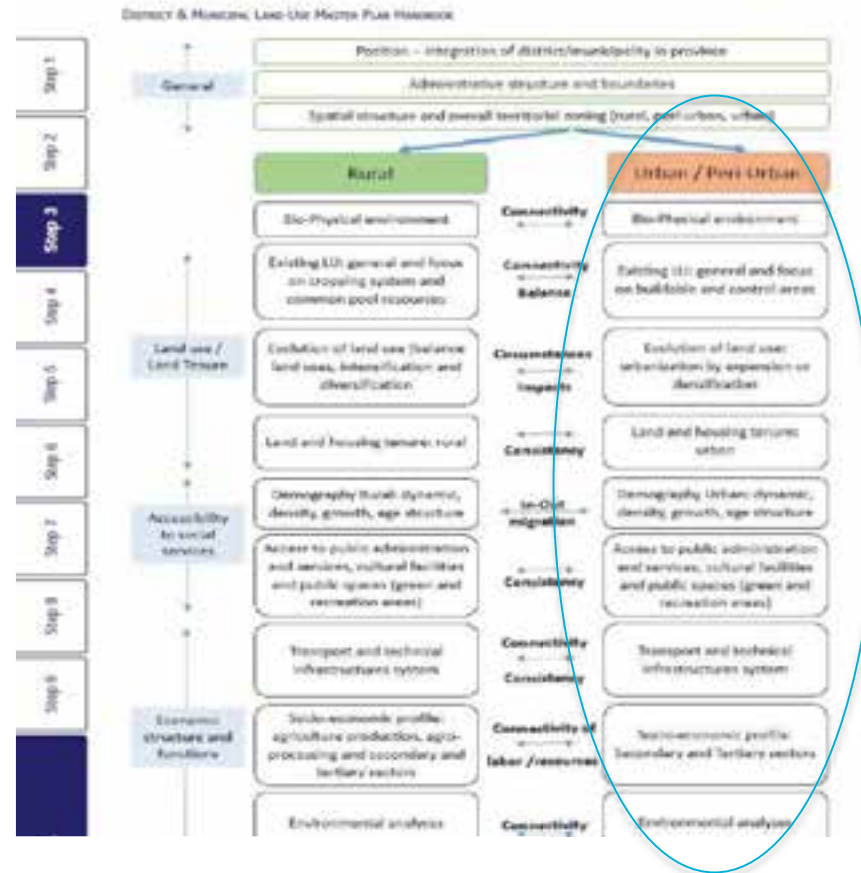 DISTRICT & MUNICIPAL LAND USE MASTER PLAN HANDBOOK
Position – integration of district/municipality in province
Step 1
General
Administrative structure and boundaries
Spatial structure and overall territorial zoning (rural, peri urban, urban)
Step 2
Rural
Urban / Peri-Urban
Step 3
Bio-Physical environment
Connectivity
Bio-Physical environment
Existing LU: general and focus
on cropping system and
common pool resources
Connectivity
Balance
Existing LU: general and focus
on buildable and control areas
Step 4
Land use /
Land Tenure
Evolution of land use (balance
land uses, intensification and
diversification
Circumstances
Impacts
Evolution of land use:
urbanization by expansion or
densification
Step 5
Land and housing tenure: rural
Consistency
Land and housing tenure:
urban
Step 6
Accessibility
to social
services
Demography Rural: dynamic,
density, growth, age structure
In-Out
migration
Demography Urban: dynamic,
density, growth, age structure
Step 7
Access to public administration
and services, cultural facilities
and public spaces (green and
recreation areas)
Consistency
Access to public administration
and services, cultural facilities
and public spaces (green and
recreation areas)
Step 8
Transport and technical
infrastructures system
Connectivity
Consistency
Transport and technical
infrastructures system
Step 9
Economic
structure and
functions
Socio-economic profile:
agriculture production, agro-
processing and secondary and
tertiary sectors
Connectivity of
labor /resources
Socio-economic profile:
Secondary and Tertiary sectors
Environmental analyses
Connectivity
Environmental analyses